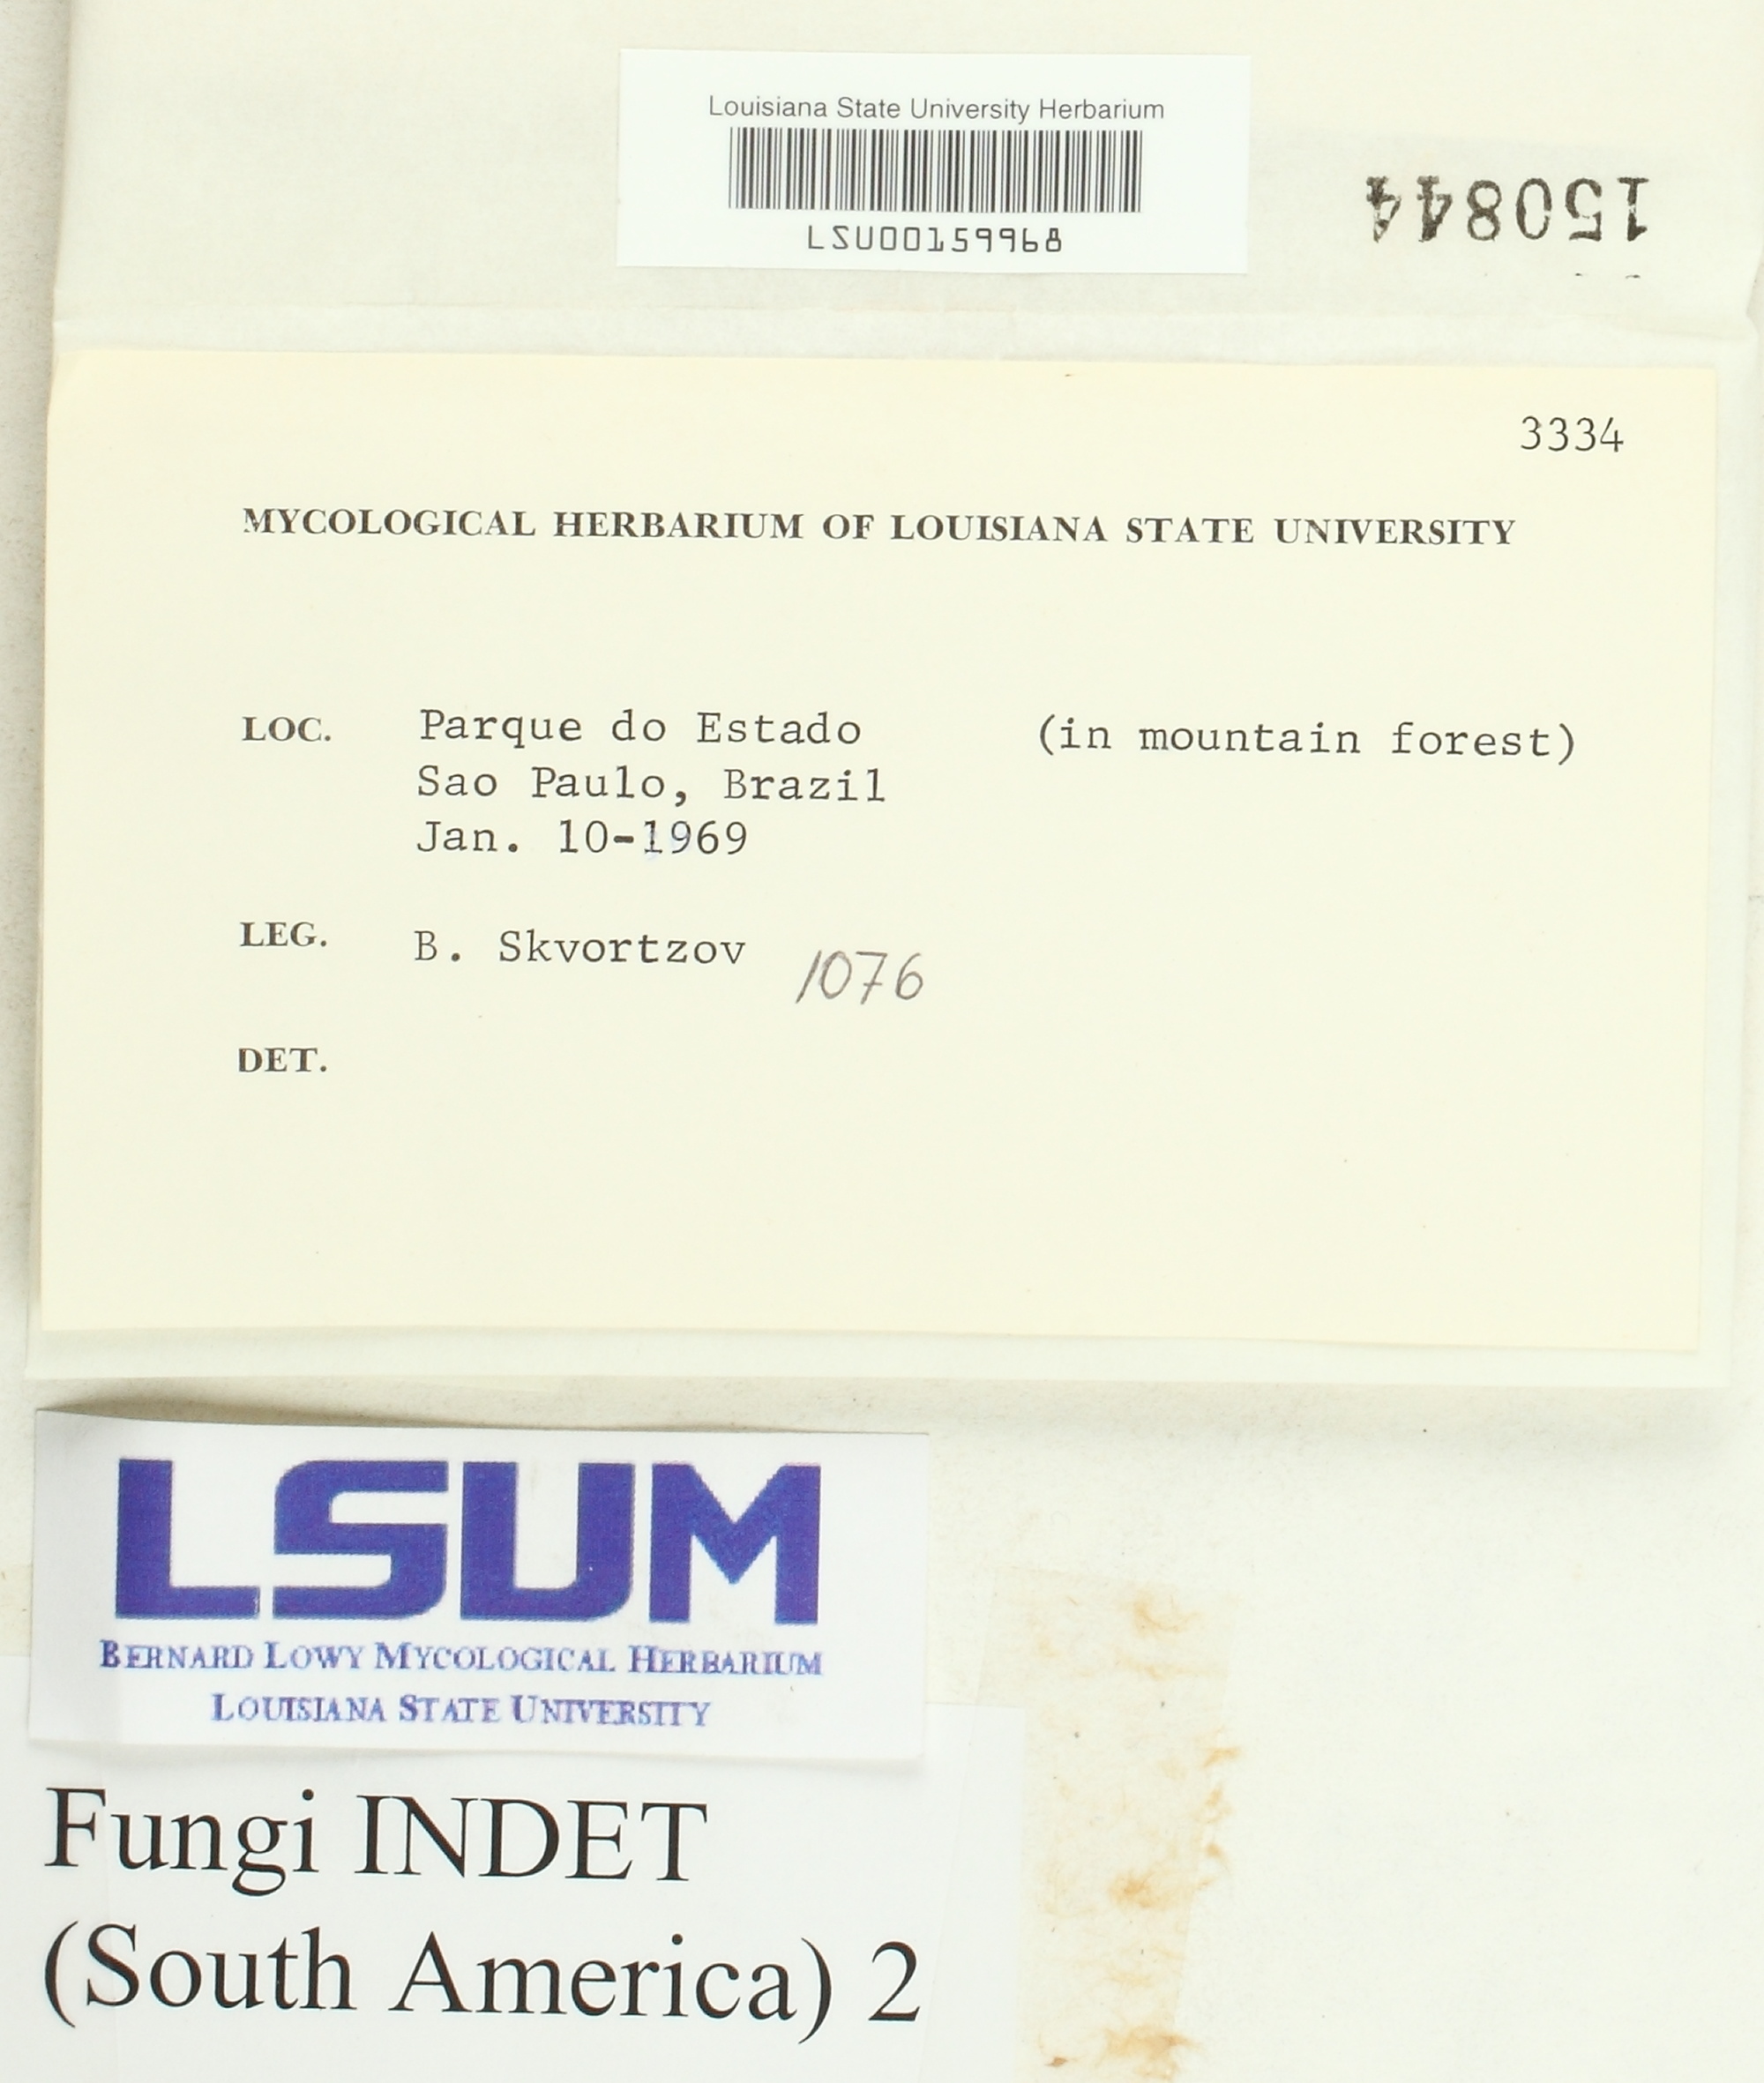 Louisiana State University Herbarium
LSU00159968
150844
3334
MYCOLOGICAL HERBARIUM OF LOUISIANA STATE UNIVERSITY
LOC. Parque do Estado (in mountain forest)
Sao Paulo, Brazil
Jan. 10-1969
LEG. B. Skvortzov 1076
DET.
LSUM
BERNARD LOWY MYCOLOGICAL HERBARIUM
LOUISIANA STATE UNIVERSITY
Fungi INDET
(South America) 2